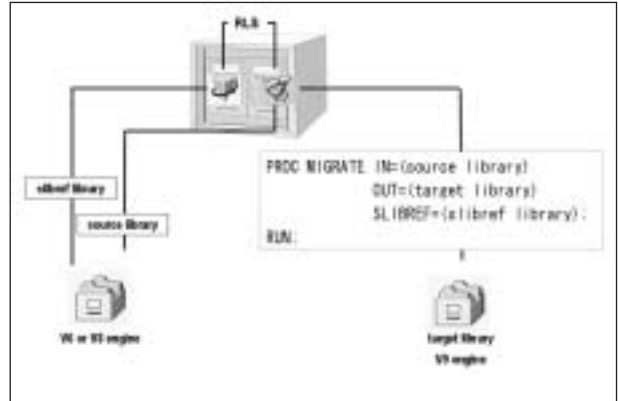 RLS
PROC MIGRATE IN=(source library)
OUT=(target library)
SLIBREF=(slibref library);
RUN;
slibref library
source library
V6 or V8 engine
target library
V9 engine